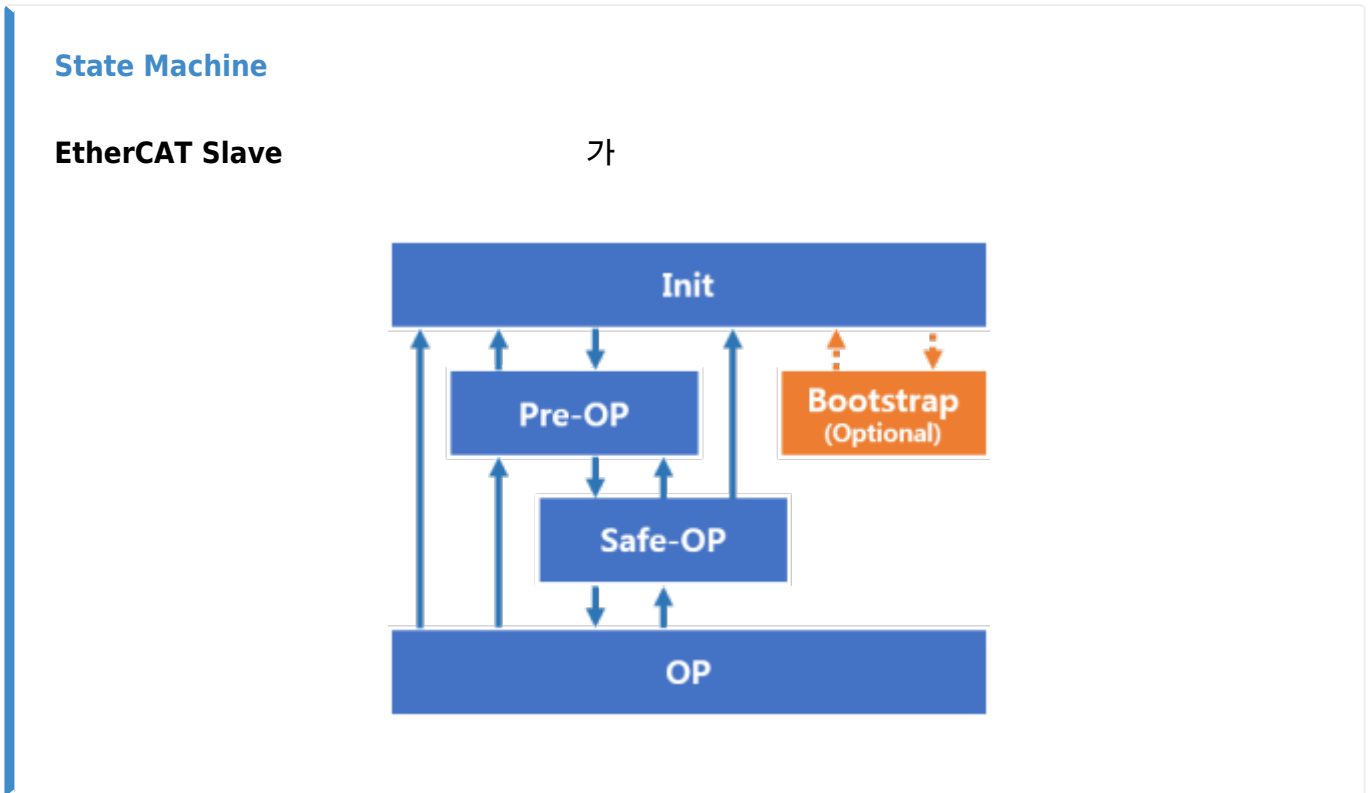 State Machine
EtherCAT Slave 가
Init
Pre-OP
Bootstrap
(Optional)
Safe-OP
OP